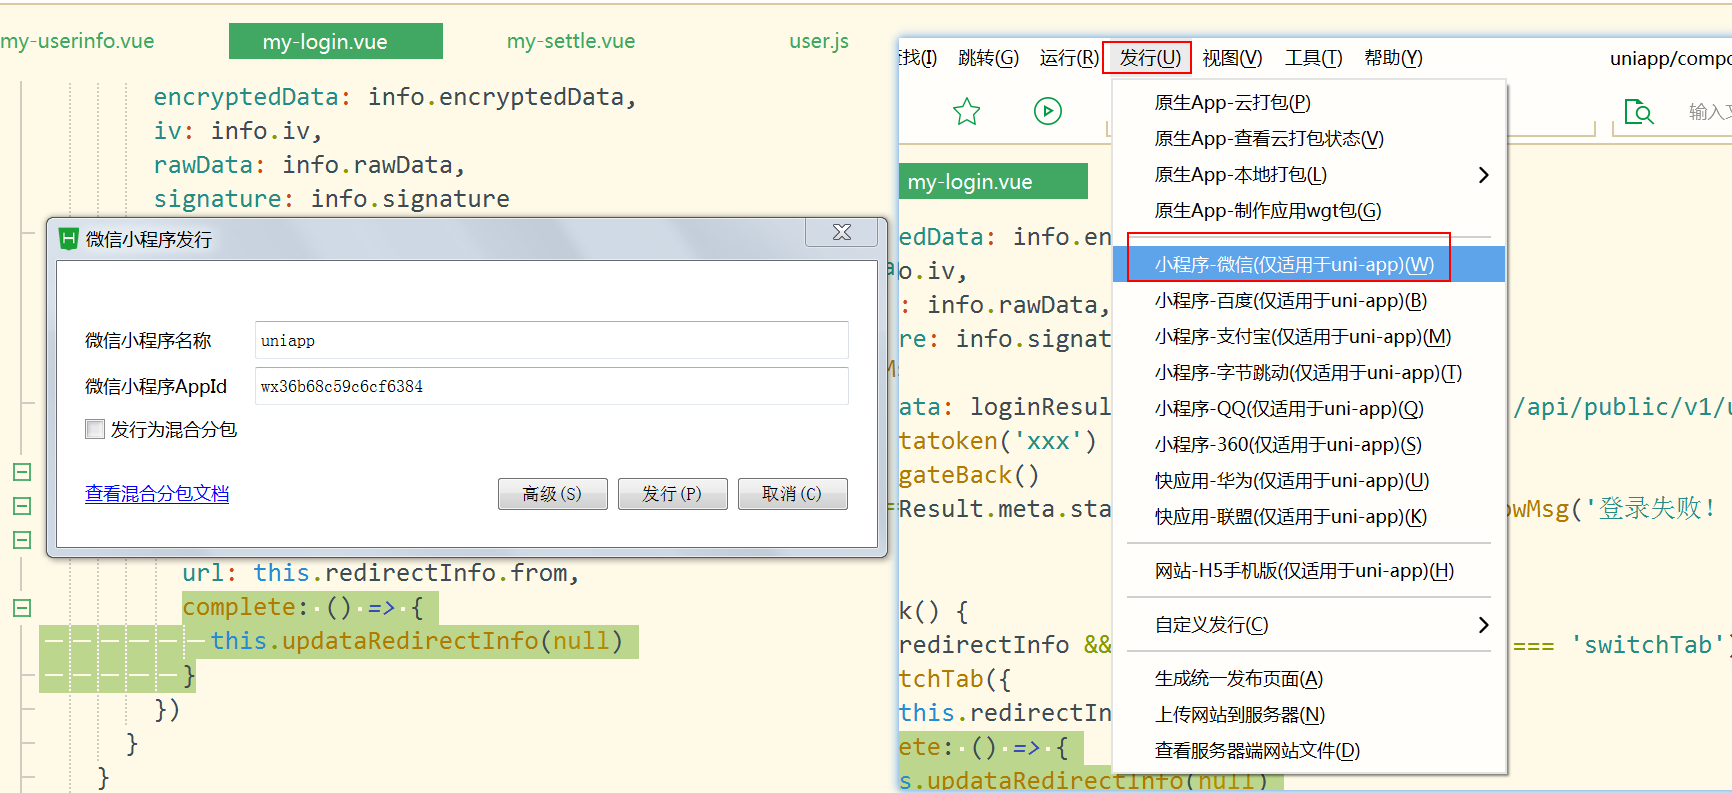 my-userinfo.vue
my-login.vue
my-settle.vue
user.js
encryptedData: info.encryptedData,
iv: info.iv,
rawData: info.rawData,
signature: info.signature
微信小程序发行
微信小程序名称
uniapp
微信小程序AppId
wx36b68c59c6cf6384
发行为混合分包
查看混合分包文档
高级(S)
发行(P)
取消(C)
url: this.redirectInfo.from,
complete: () => {
this.updataRedirectInfo(null)
}
})
}
}
找(I) 跳转(G) 运行(R) 发行(U) 视图(V) 工具(T) 帮助(Y)
uniapp/compo
输入文
my-login.vue
原生App-云打包(P)
原生App-查看云打包状态(V)
原生App-本地打包(L)
原生App-制作应用wgt包(G)
小程序-微信(仅适用于uni-app)(W)
小程序-百度(仅适用于uni-app)(B)
小程序-支付宝(仅适用于uni-app)(M)
小程序-字节跳动(仅适用于uni-app)(T)
小程序-QQ(仅适用于uni-app)(Q)
小程序-360(仅适用于uni-app)(S)
快应用-华为(仅适用于uni-app)(U)
快应用-联盟(仅适用于uni-app)(K)
网站-H5手机版(仅适用于uni-app)(H)
自定义发行(C)
生成统一发布页面(A)
上传网站到服务器(N)
查看服务器端网站文件(D)
edData: info.en
o.iv,
: info.rawData,
re: info.signat
ata: loginResul
/api/public/v1/u
tatoken('xxx')
gateBack()
Result.meta.sta
owMsg('登录失败！
k() {
redirectInfo &&
=== 'switchTab')
tchTab({
this.redirectIn
ete: () => {
s.updataRedirectInfo(null)